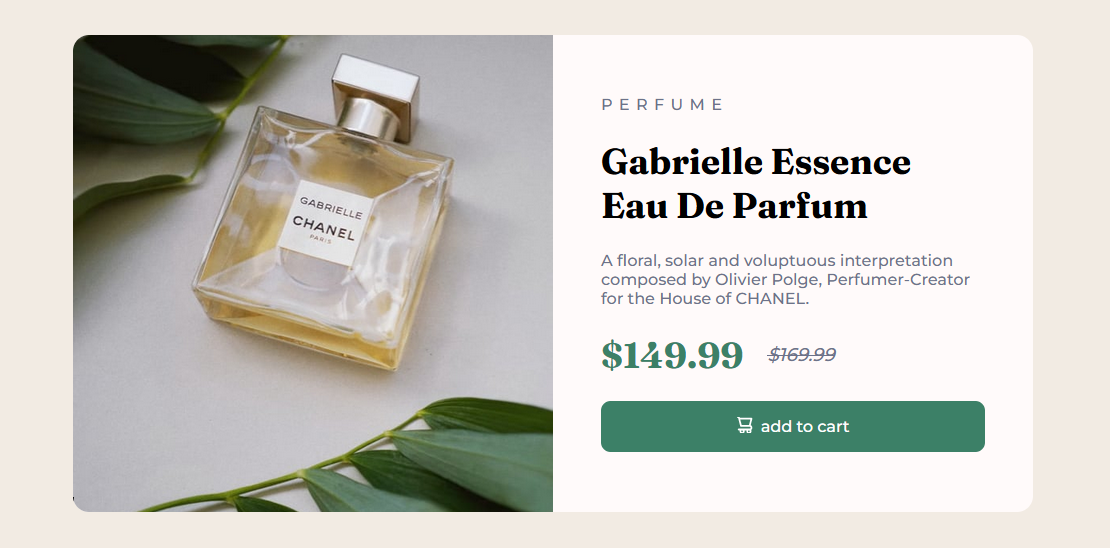 GABRIELLE
CHANEL
PARIS
PERFUME
Gabrielle Essence
Eau De Parfum
A floral, solar and voluptuous interpretation
composed by Olivier Polge, Perfumer-Creator
for the House of CHANEL.
$149.99 $169.99
add to cart